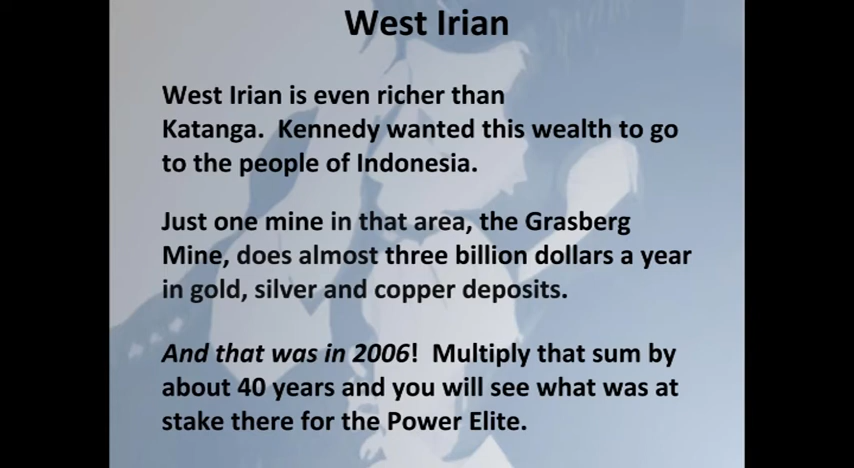 West Irian
West Irian is even richer than
Katanga.  Kennedy wanted this wealth to go
to the people of Indonesia.
Just one mine in that area, the Grasberg
Mine, does almost three billion dollars a year
in gold, silver and copper deposits.
And that was in 2006!  Multiply that sum by
about 40 years and you will see what was at
stake there for the Power Elite.